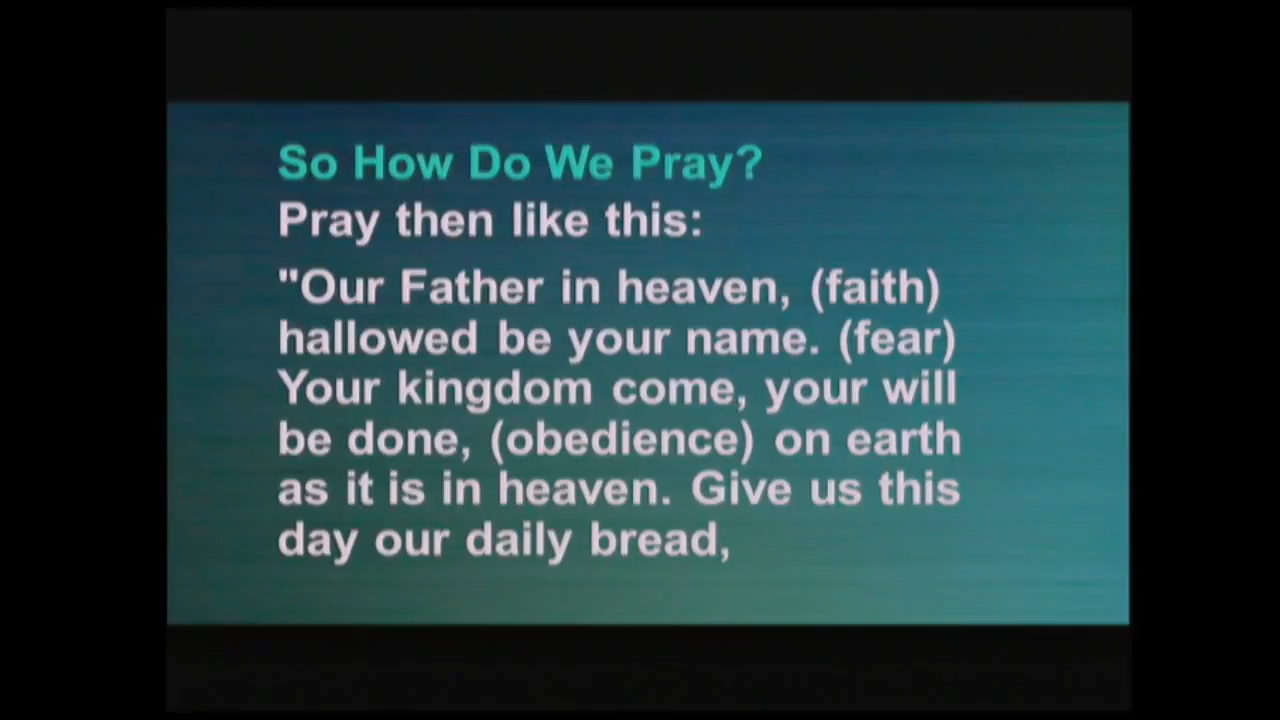 So How Do We Pray?
Pray then like this:
"Our Father in heaven, (faith)
hallowed be your name. (fear)
Your kingdom come, your will
be done, (obedience) on earth
as it is in heaven. Give us this
day our daily bread,